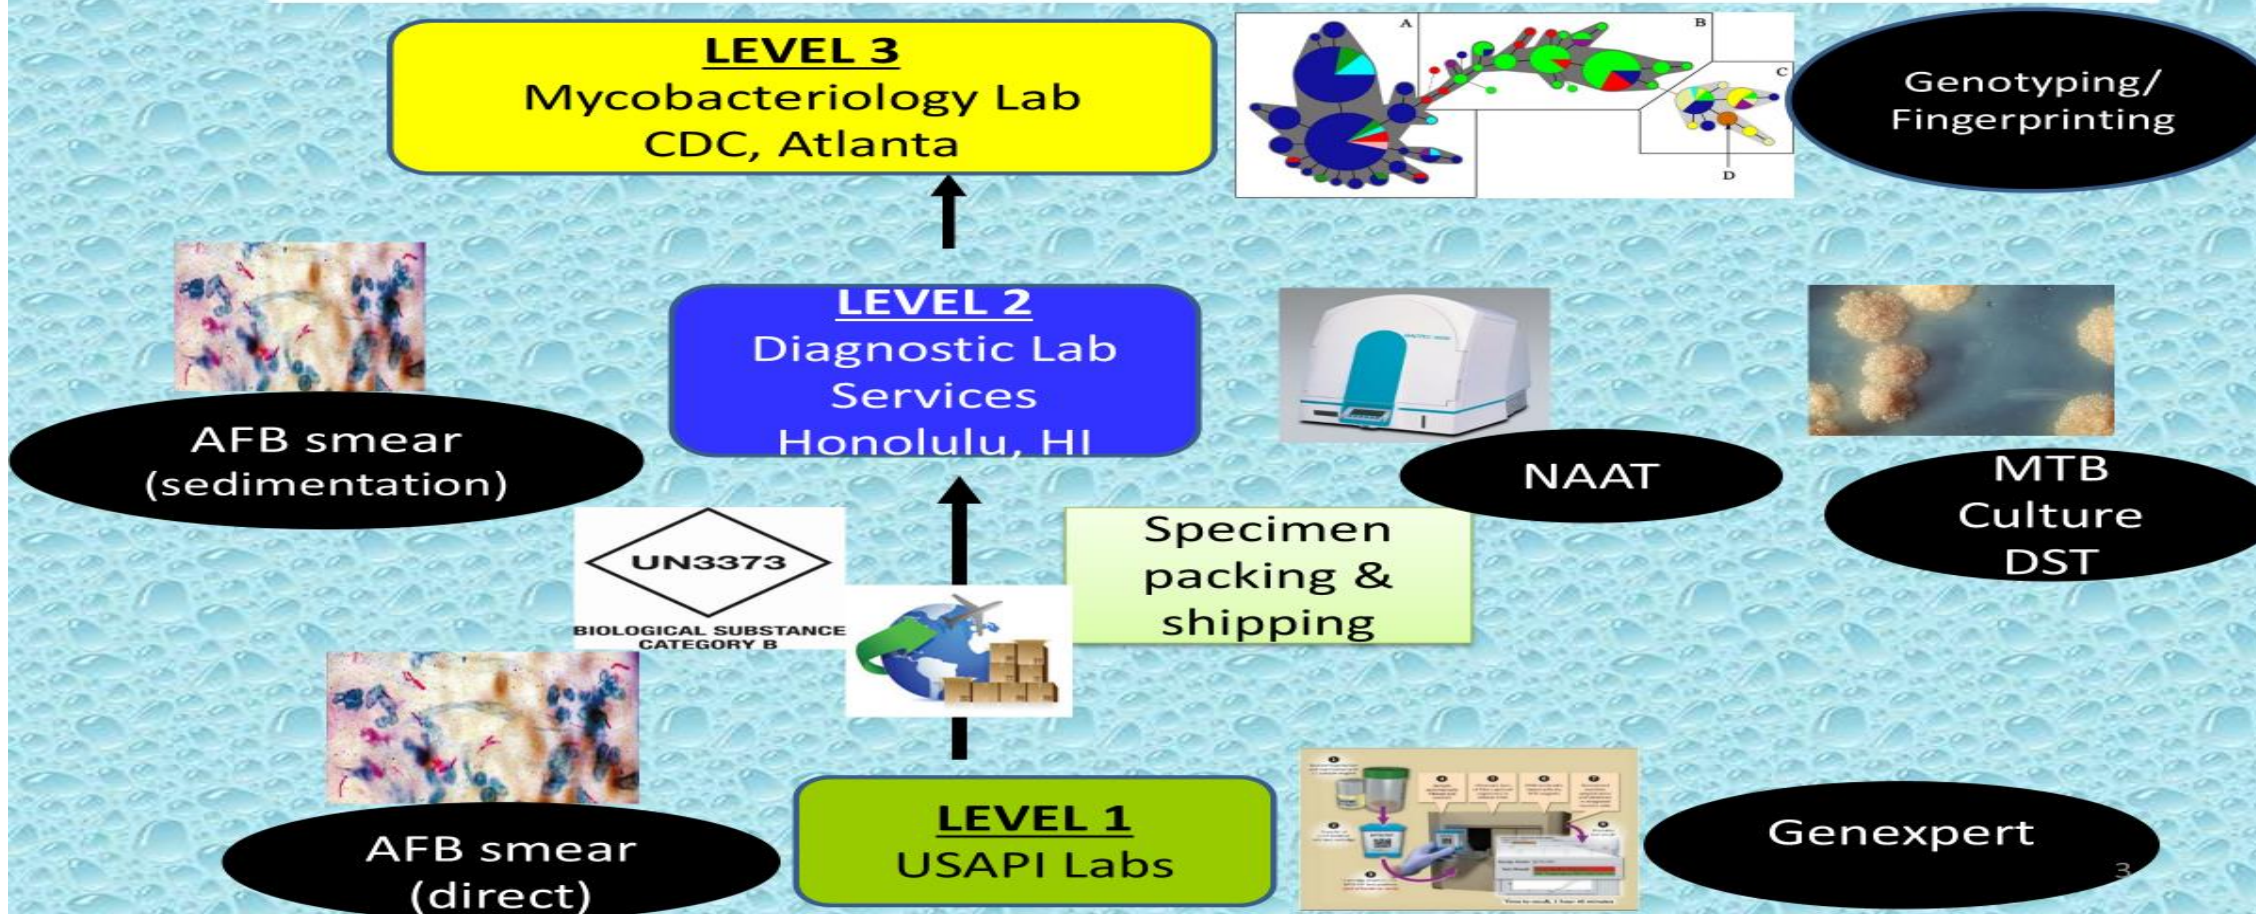 LEVEL 3
Mycobacteriology Lab
CDC, Atlanta
A
B
C
D
Genotyping/
Fingerprinting
LEVEL 2
Diagnostic Lab
Services
Honolulu, HI
AFB smear
(sedimentation)
NAAT
MTB
Culture
DST
UN3373
BIOLOGICAL SUBSTANCE
CATEGORY B
Specimen
packing &
shipping
LEVEL 1
USAPI Labs
AFB smear
(direct)
Genexpert
3